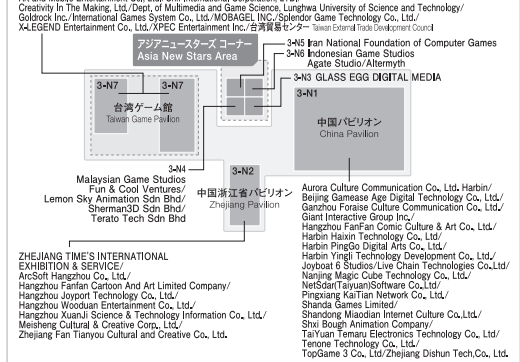 Creativity In The Making, Ltd./Dept, of Multimedia and Game Science, Lunghwa University of Science and Technology/
Goldrock Inc./International Games System Co., Ltd./MOBAGEL INC./Splendor Game Technology Co., Ltd./
X-LEGEND Entertainment Co., Ltd./XPEC Entertainment Inc./台湾貿易センター Taiwan External Trade Development Council
アジアニュースターズ コーナー
Asia New Stars Area
3-N5 Iran National Foundation of Computer Games
3-N6 Indonesian Game Studios
Agate Studio/Altermyth
3-N3 GLASS EGG DIGITAL MEDIA
3-N7 3-N7
台湾ゲーム館
Taiwan Game Pavilion
3-N1
中国パビリオン
China Pavilion
3-N4
Malaysian Game Studios
Fun & Cool Ventures/
Lemon Sky Animation Sdn Bhd/
Sherman3D Sdn Bhd/
Terato Tech Sdn Bhd
3-N2
中国浙江省パビリオン
Zhejiang Pavilion
ZHEJIANG TIME'S INTERNATIONAL
EXHIBITION & SERVICE/
ArcSoft Hangzhou Co., Ltd./
Hangzhou Fanfan Cartoon And Art Limited Company/
Hangzhou Joyport Technology Co., Ltd./
Hangzhou Wooduan Entertainment Co., Ltd./
Hangzhou XuanJi Science & Technology Information Co., Ltd./
Meisheng Cultural & Creative Corp., Ltd./
Zhejiang Fan Tianyou Cultural and Creative Co., Ltd.
Aurora Culture Communication Co., Ltd. Harbin/
Beijing Gamease Age Digital Technology Co., Ltd./
Ganzhou Foraise Culture Communication Co., Ltd./
Giant Interactive Group Inc./
Hangzhou FanFan Comic Culture & Art Co., Ltd./
Harbin Haixin Technology Co., Ltd./
Harbin PingGo Digital Arts Co., Ltd./
Harbin Yingli Technology Development Co., Ltd./
Joyboat 6 Studios/Live Chain Technologies Co.,Ltd/
Nanjing Magic Cube Technology Co., Ltd./
NetSdar(Taiyuan)Software Co.,Ltd./
Pingxiang KaiTian Network Co., Ltd./
Shanda Games Limited/
Shandong Miaodian Internet Culture Co.,Ltd./
Shxi Bough Animation Company/
TaiYuan Temaru Electronics Technology Co., Ltd/
Tenone Technology Co., Ltd./
TopGame 3 Co., Ltd/Zhejiang Dishun Tech,Co., Ltd.